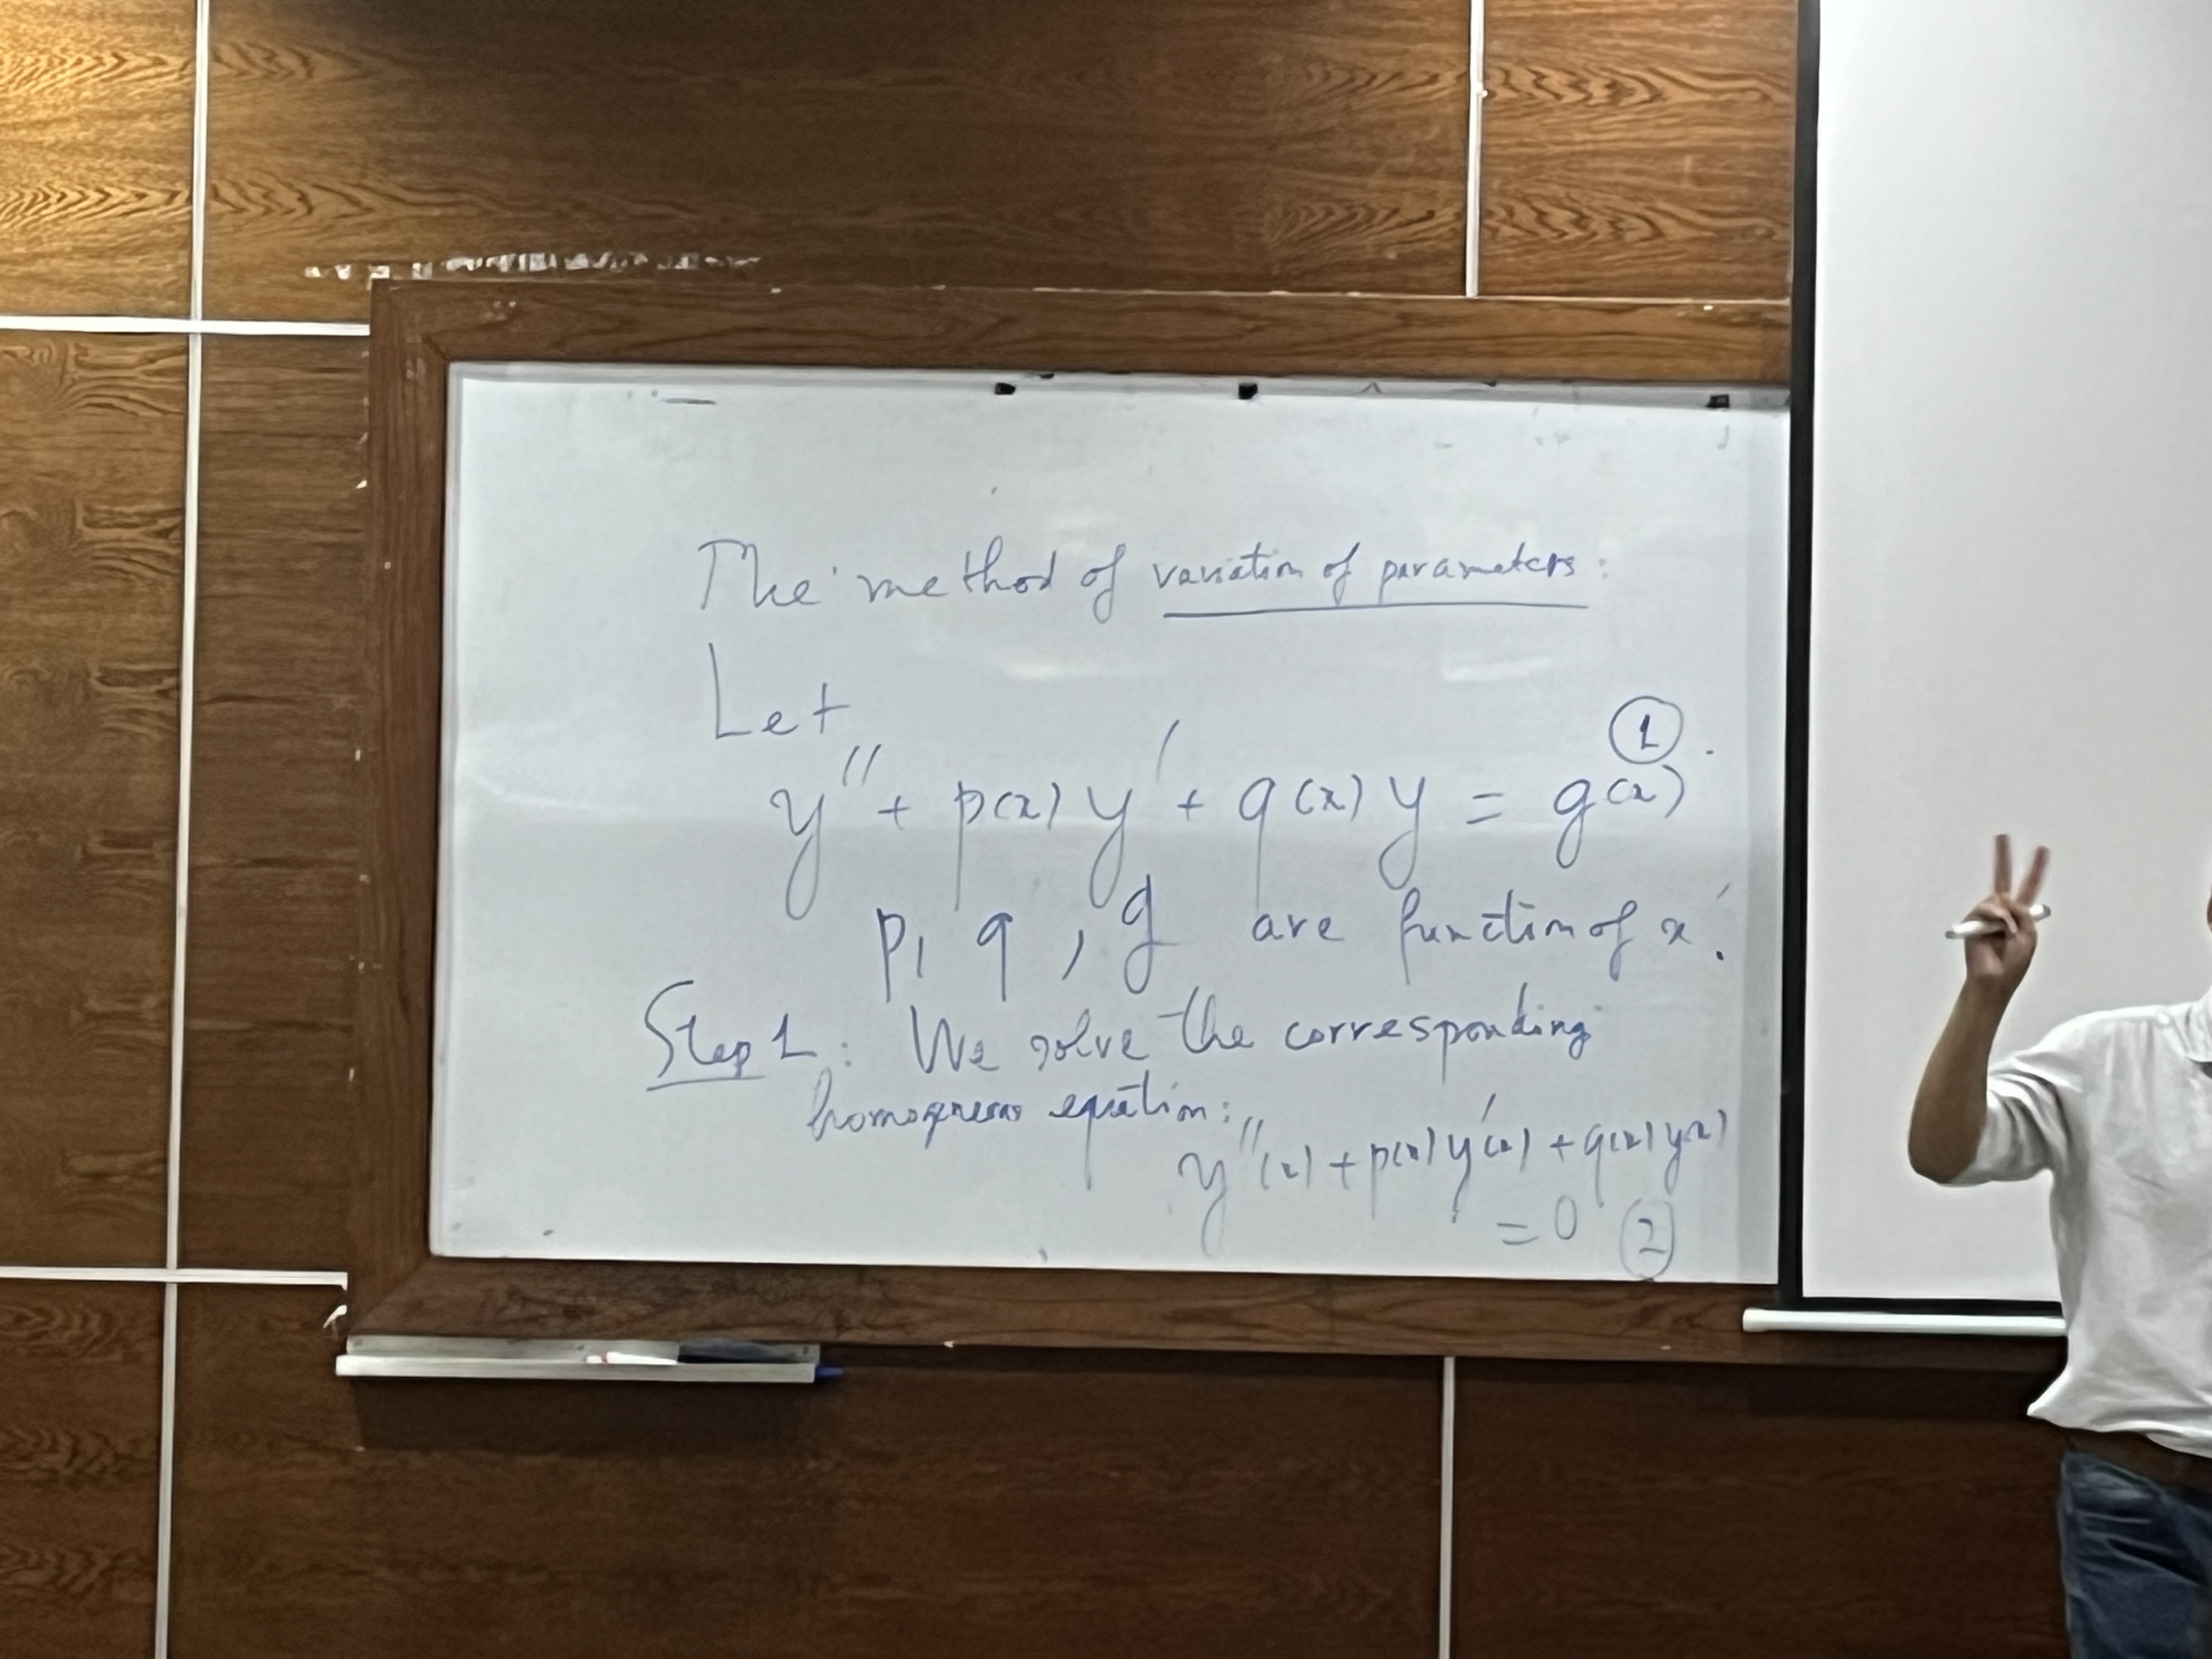 The method of variation of parameters:
Let
y'' + p(x) y' + q(x) y = g(x) ①.
p, q, g are function of x.
Step 1: We solve the corresponding
homogeneous equation:
y''(x) + p(x) y'(x) + q(x) y(x)
= 0 ②